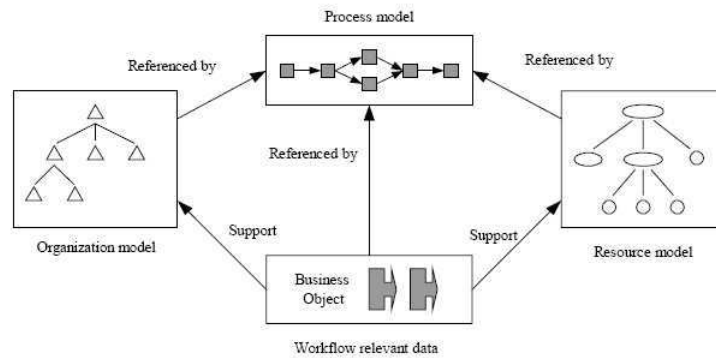 Process model
Referenced by
Referenced by
Referenced by
Organization model
Support
Support
Resource model
Business
Object
Workflow relevant data